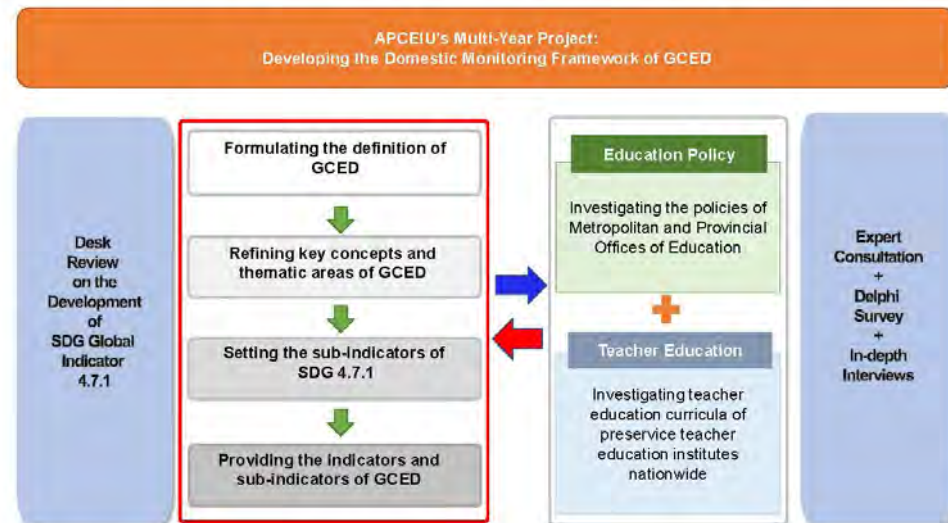 APCEIU's Multi-Year Project:
Developing the Domestic Monitoring Framework of GCED
Desk
Review
on the
Development
of
SDG Global
Indicator
4.7.1
Formulating the definition of
GCED
Refining key concepts and
thematic areas of GCED
Setting the sub-indicators of
SDG 4.7.1
Providing the indicators and
sub-indicators of GCED
Education Policy
Investigating the policies of
Metropolitan and Provincial
Offices of Education
Teacher Education
Investigating teacher
education curricula of
preservice teacher
education institutes
nationwide
Expert
Consultation
+
Delphi
Survey
+
In-depth
Interviews